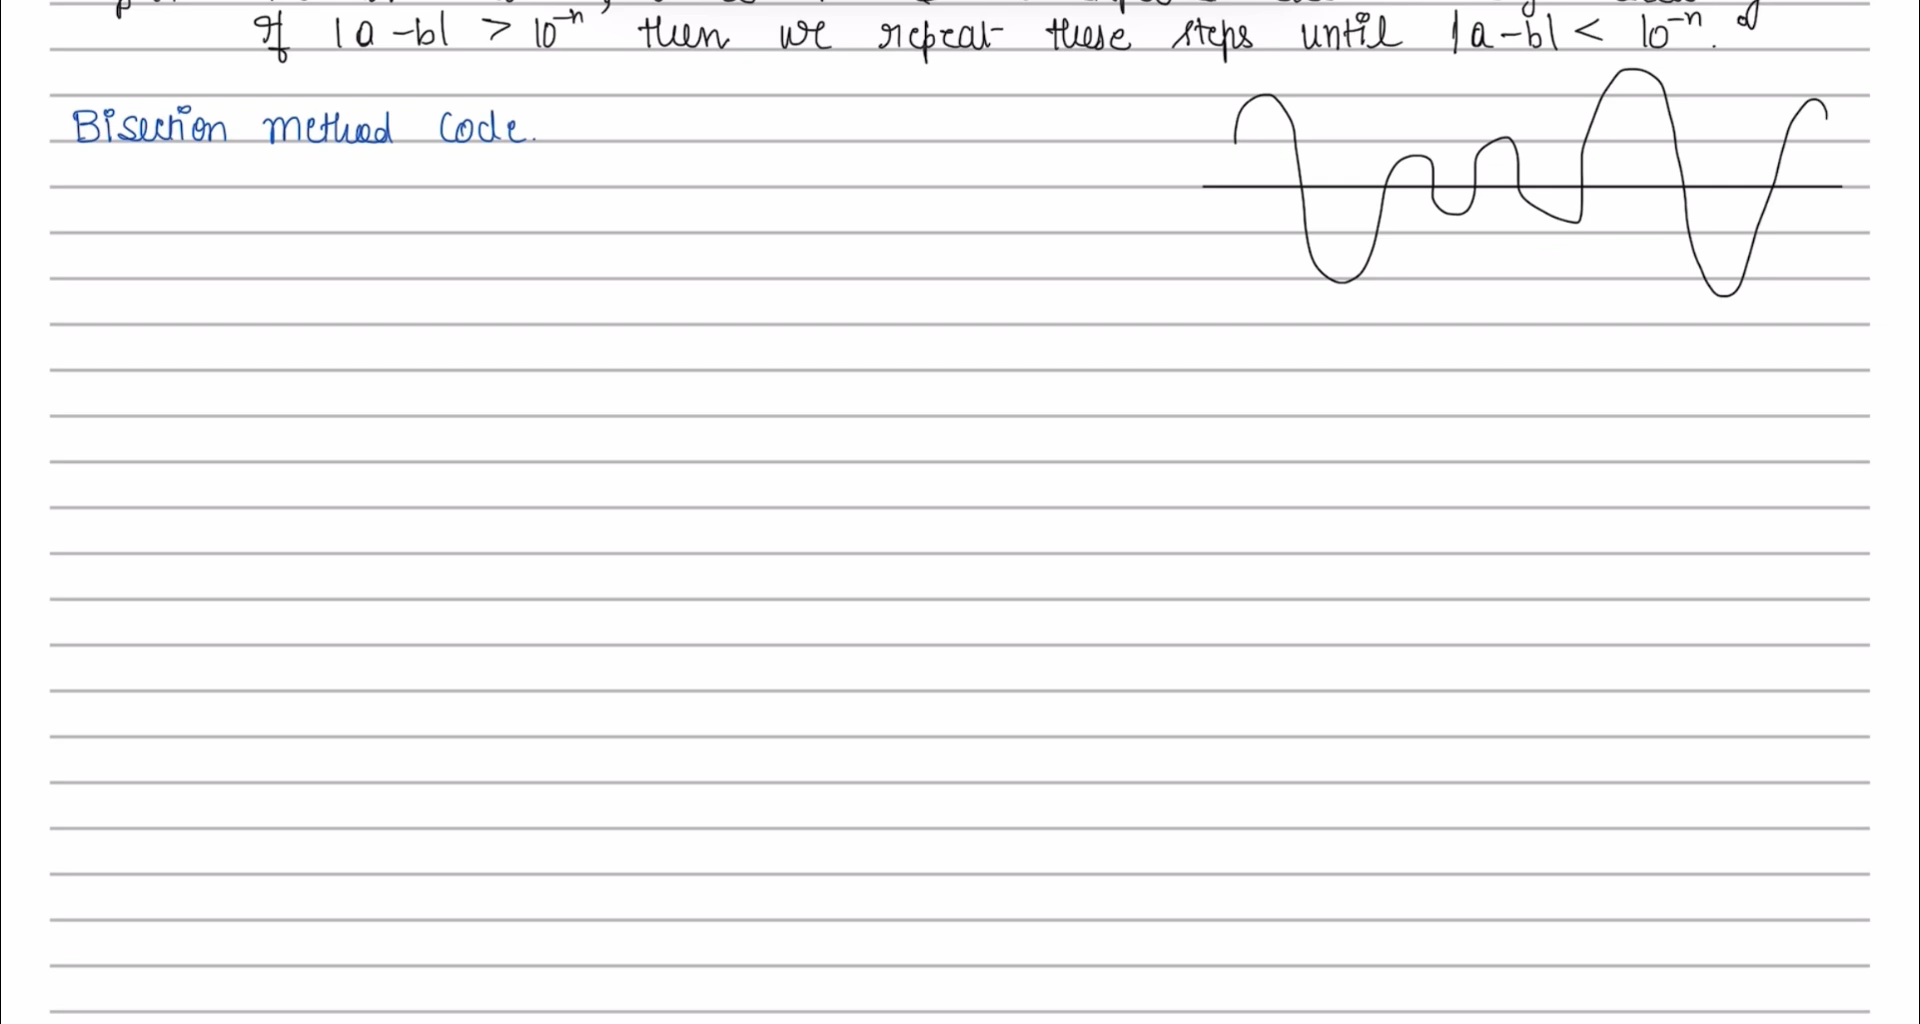 If |a-b| > 10⁻ⁿ then we repeat these steps until |a-b| < 10⁻ⁿ.
Bisection method Code.